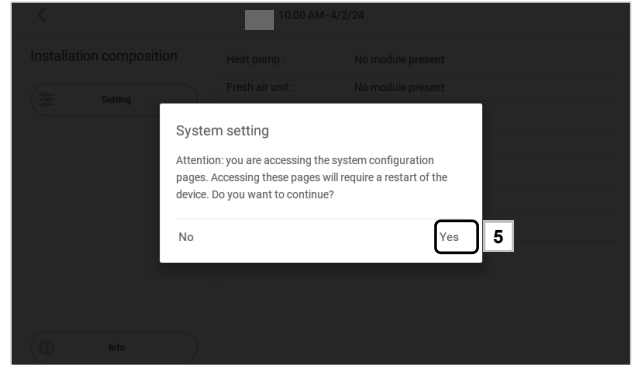 10:00 AM - 4/2/24
Installation composition
Heat pump : No module present
Fresh air unit : No module present
Setting
System setting
Attention: you are accessing the system configuration
pages. Accessing these pages will require a restart of the
device. Do you want to continue?
No Yes 5
Info